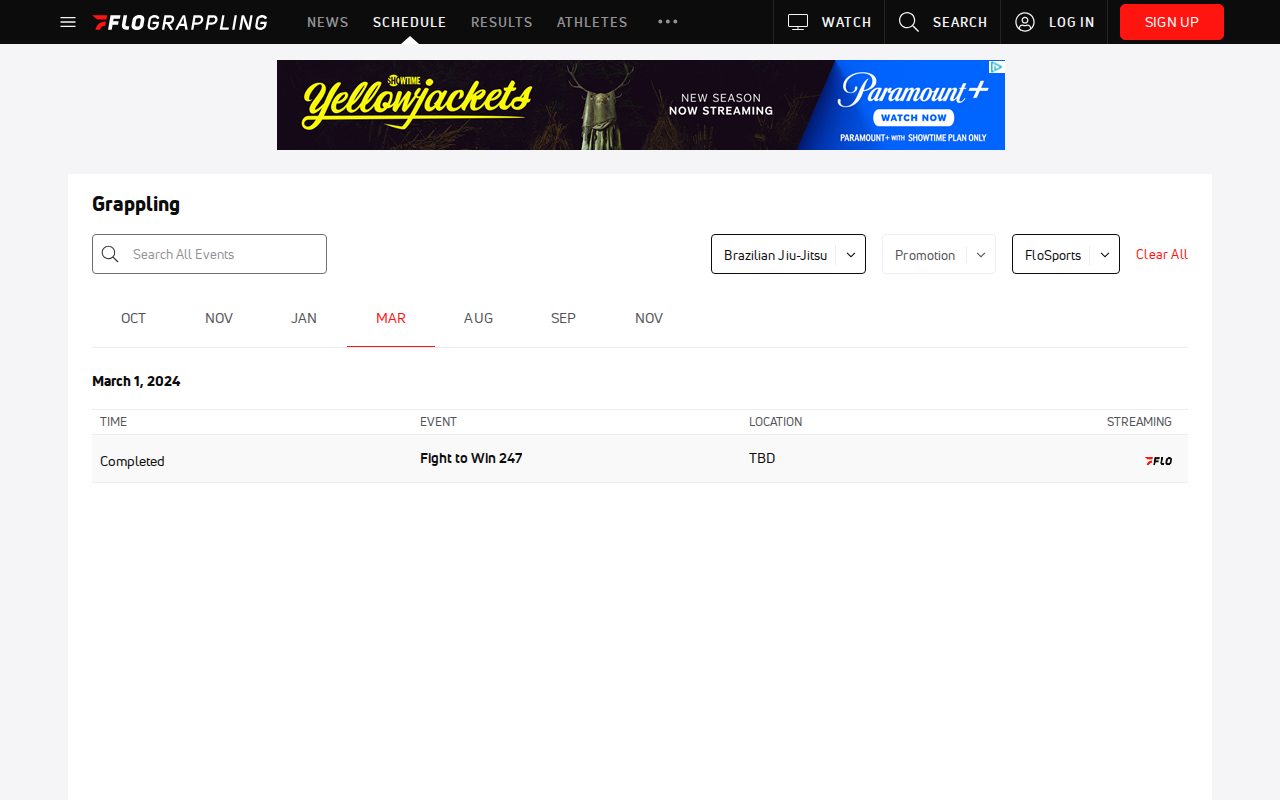 FLOGRAPPLING NEWS SCHEDULE RESULTS ATHLETES WATCH SEARCH LOG IN SIGN UP
SHOWTIME
Yellowjackets
NEW SEASON
NOW STREAMING
Paramount+
WATCH NOW
PARAMOUNT+ WITH SHOWTIME PLAN ONLY
Grappling
Search All Events Brazilian Jiu-Jitsu Promotion FloSports Clear All
OCT NOV JAN MAR AUG SEP NOV
March 1, 2024
TIME EVENT LOCATION STREAMING
Completed Fight to Win 247 TBD FLO